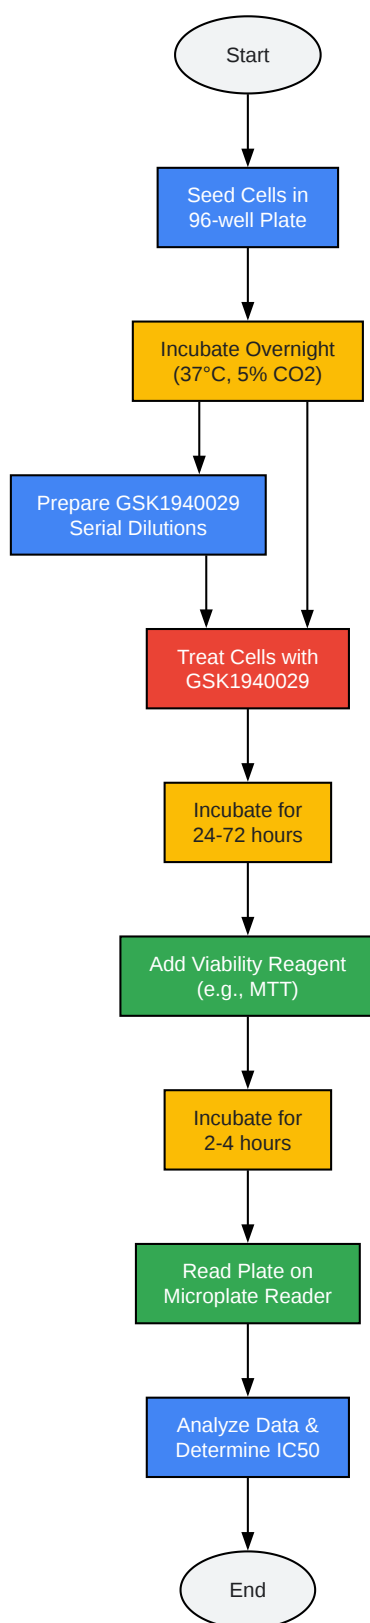 Start
Seed Cells in
96-well Plate
Incubate Overnight
(37°C, 5% CO2)
Prepare GSK1940029
Serial Dilutions
Treat Cells with
GSK1940029
Incubate for
24-72 hours
Add Viability Reagent
(e.g., MTT)
Incubate for
2-4 hours
Read Plate on
Microplate Reader
Analyze Data &
Determine IC50
End